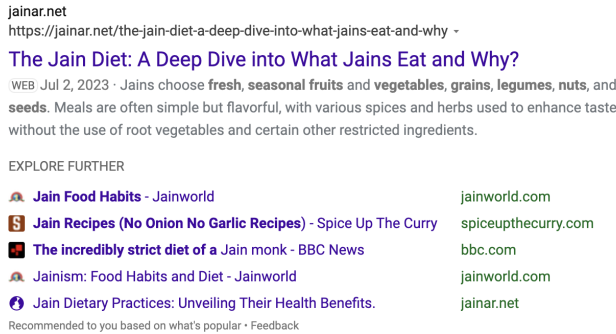 jainar.net
https://jainar.net/the-jain-diet-a-deep-dive-into-what-jains-eat-and-why
The Jain Diet: A Deep Dive into What Jains Eat and Why?
WEB Jul 2, 2023 · Jains choose fresh, seasonal fruits and vegetables, grains, legumes, nuts, and
seeds. Meals are often simple but flavorful, with various spices and herbs used to enhance taste
without the use of root vegetables and certain other restricted ingredients.
EXPLORE FURTHER
Jain Food Habits - Jainworld jainworld.com
Jain Recipes (No Onion No Garlic Recipes) - Spice Up The Curry spiceupthecurry.com
The incredibly strict diet of a Jain monk - BBC News bbc.com
Jainism: Food Habits and Diet - Jainworld jainworld.com
Jain Dietary Practices: Unveiling Their Health Benefits. jainar.net
Recommended to you based on what's popular • Feedback